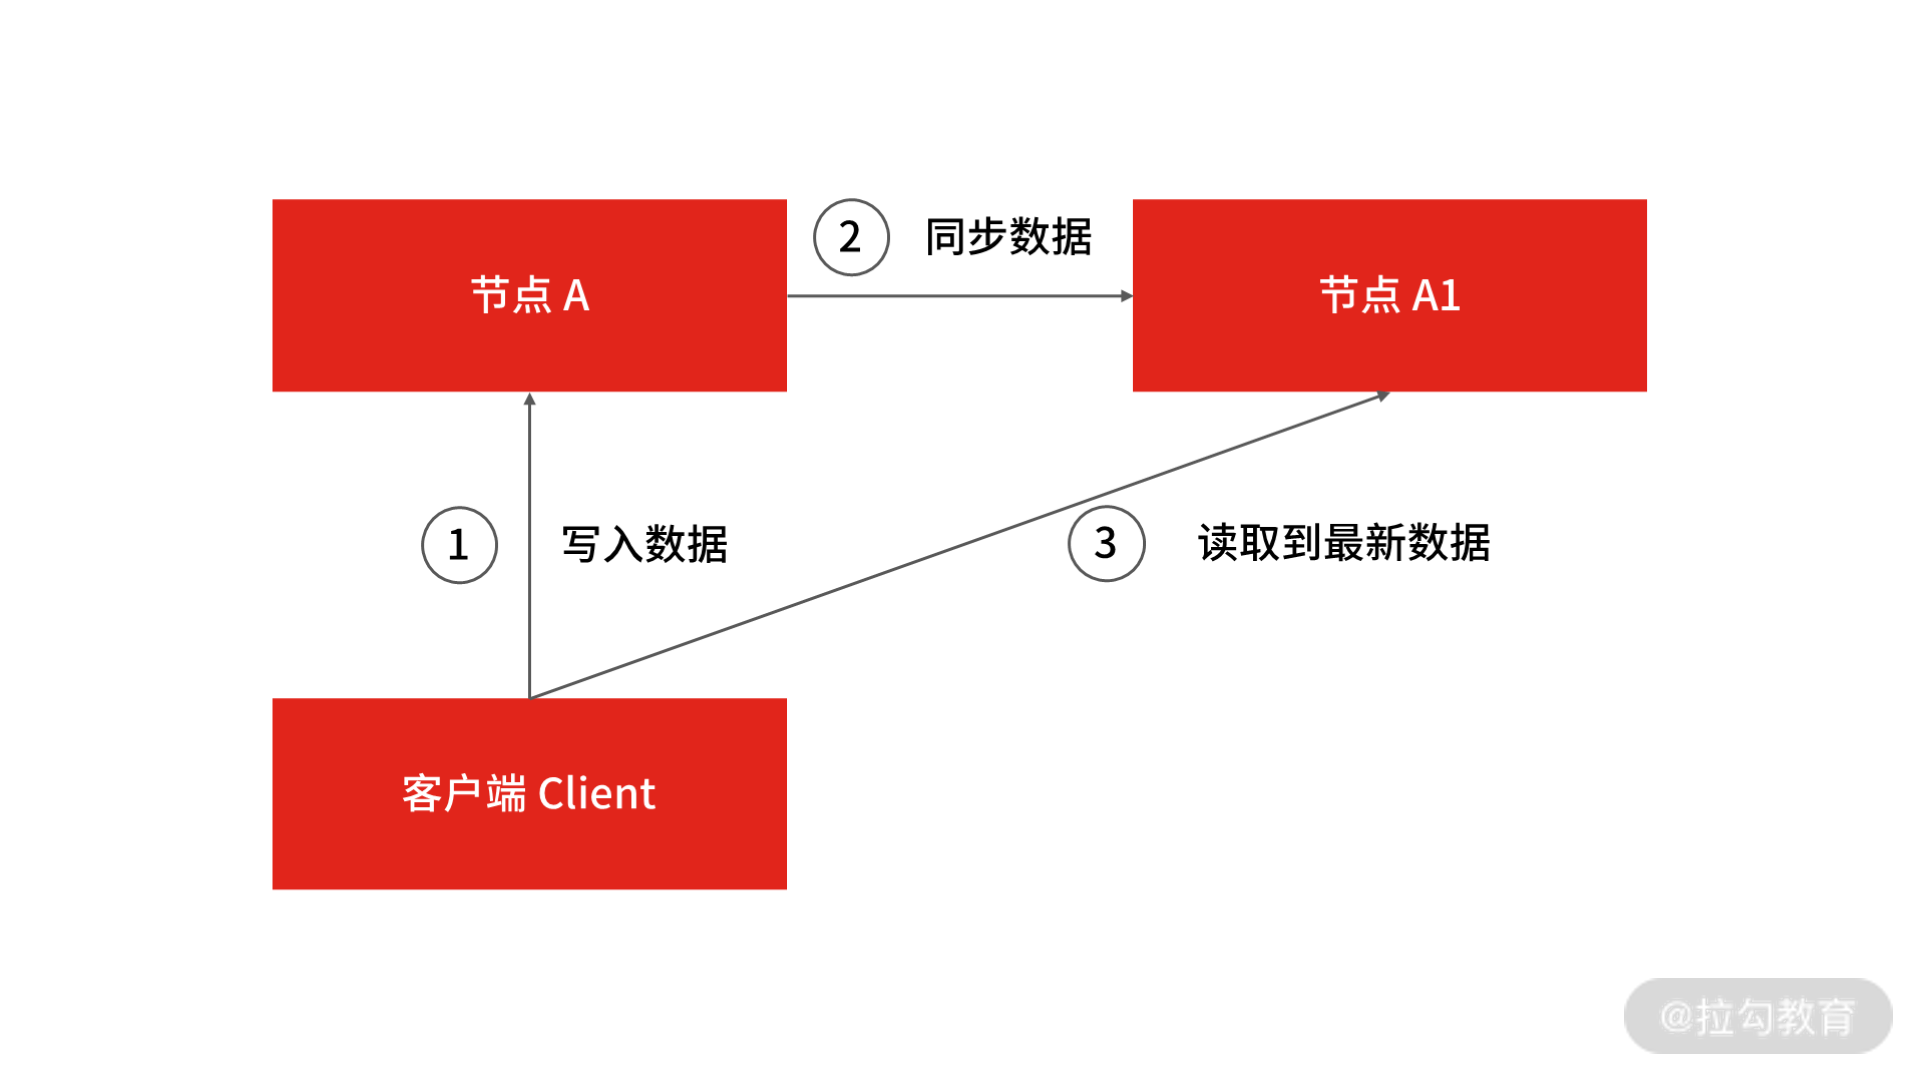 节点 A
2 同步数据
节点 A1
1 写入数据
3 读取到最新数据
客户端 Client
@拉勾教育